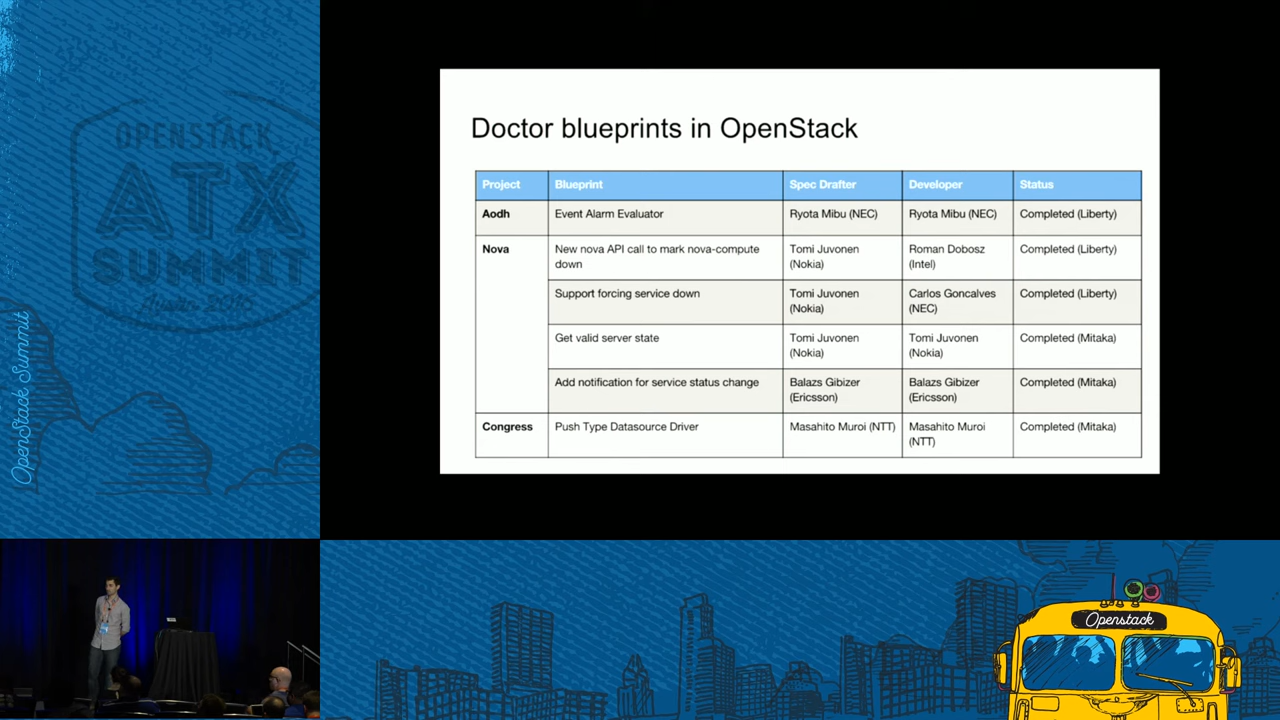 OPENSTACK
ATX
SUMMIT
OpenStack Summit
Doctor blueprints in OpenStack
Project Blueprint Spec Drafter Developer Status
Aodh Event Alarm Evaluator Ryota Mibu (NEC) Ryota Mibu (NEC) Completed (Liberty)
Nova New nova API call to mark nova-compute Tomi Juvonen Roman Dobosz Completed (Liberty)
down (Nokia) (Intel)
Support forcing service down Tomi Juvonen Carlos Goncalves Completed (Liberty)
(Nokia) (NEC)
Get valid server state Tomi Juvonen Tomi Juvonen Completed (Mitaka)
(Nokia) (Nokia)
Add notification for service status change Balazs Gibizer Balazs Gibizer Completed (Mitaka)
(Ericsson) (Ericsson)
Congress Push Type Datasource Driver Masahito Muroi (NTT) Masahito Muroi Completed (Mitaka)
(NTT)
Openstack